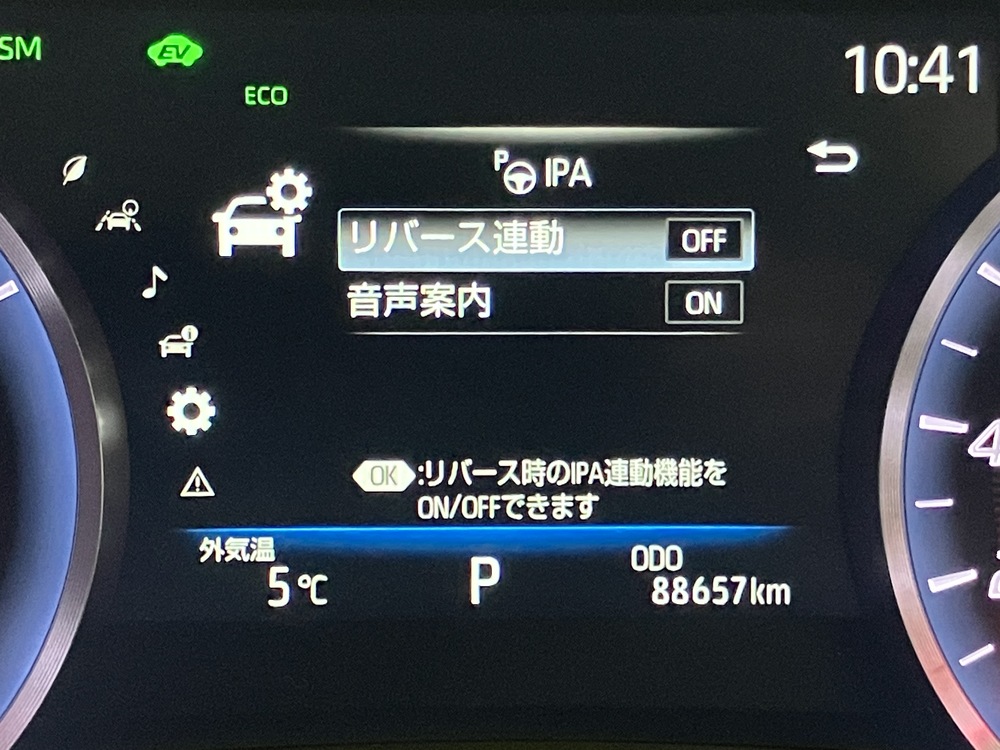 SM
EV
10:41
ECO
P IPA
リバース連動 OFF
音声案内 ON
OK :リバース時のIPA連動機能を
ON/OFFできます
外気温
5℃
P
ODO
88657km
4